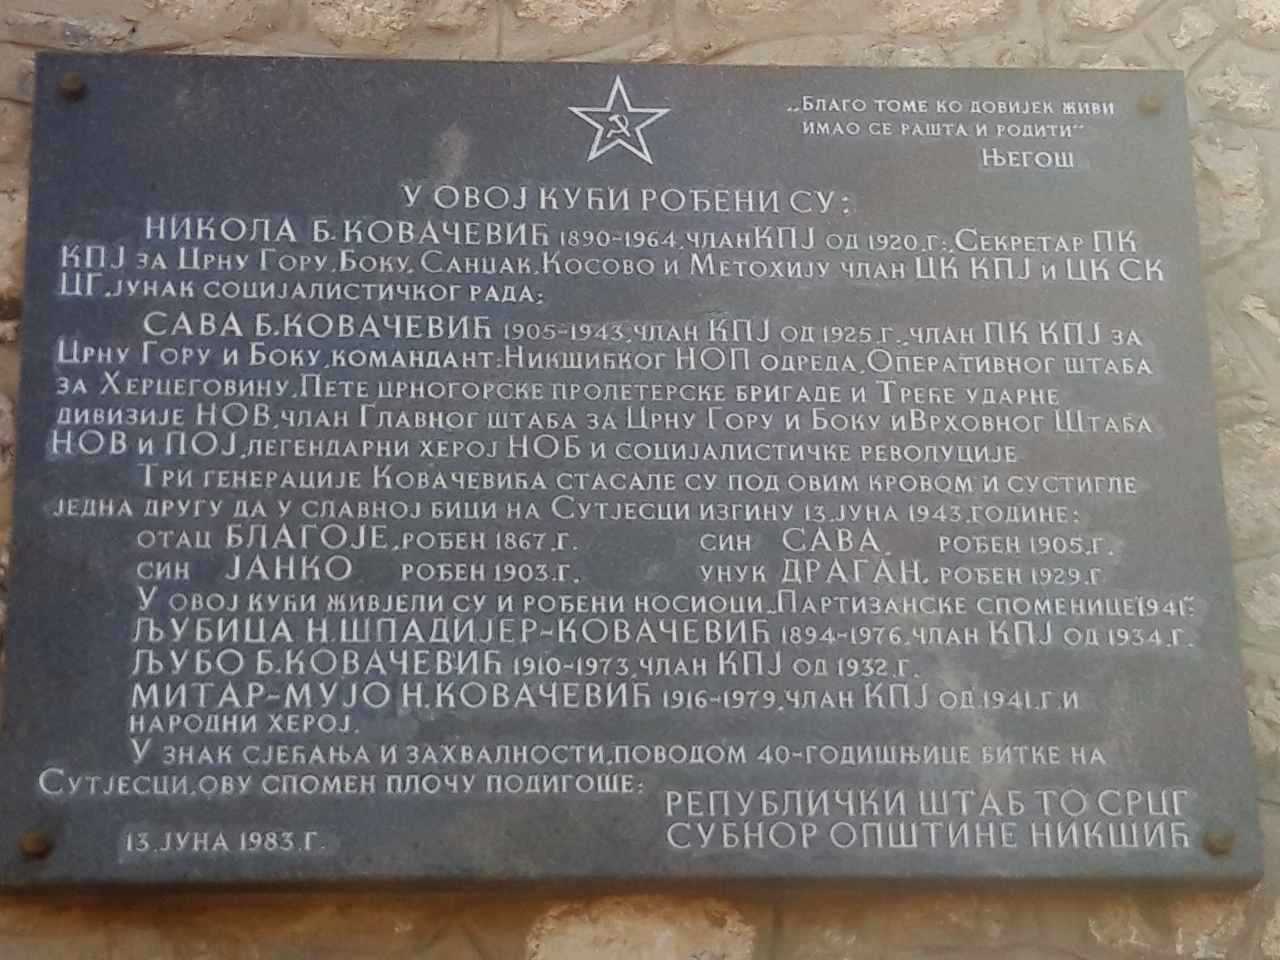 „БЛАГО ТОМЕ КО ДОВИЈЕК ЖИВИ
ИМАО СЕ РАШТА И РОДИТИ“
ЊЕГОШ
У ОВОЈ КУЋИ РОЂЕНИ СУ:
НИКОЛА Б. КОВАЧЕВИЋ 1890-1964, ЧЛАН КПЈ ОД 1920. Г., СЕКРЕТАР ПК
КПЈ ЗА ЦРНУ ГОРУ, БОКУ, САНЏАК, КОСОВО И МЕТОХИЈУ ЧЛАН ЦК КПЈ И ЦК СК
ЦГ, ЈУНАК СОЦИЈАЛИСТИЧКОГ РАДА;
САВА Б. КОВАЧЕВИЋ 1905-1943, ЧЛАН КПЈ ОД 1925. Г., ЧЛАН ПК КПЈ ЗА
ЦРНУ ГОРУ И БОКУ, КОМАНДАНТ: НИКШИЋКОГ НОП ОДРЕДА, ОПЕРАТИВНОГ ШТАБА
ЗА ХЕРЦЕГОВИНУ, ПЕТЕ ЦРНОГОРСКЕ ПРОЛЕТЕРСКЕ БРИГАДЕ И ТРЕЋЕ УДАРНЕ
ДИВИЗИЈЕ НОВ, ЧЛАН ГЛАВНОГ ШТАБА ЗА ЦРНУ ГОРУ И БОКУ И ВРХОВНОГ ШТАБА
НОВ И ПОЈ, ЛЕГЕНДАРНИ ХЕРОЈ НОБ И СОЦИЈАЛИСТИЧКЕ РЕВОЛУЦИЈЕ
ТРИ ГЕНЕРАЦИЈЕ КОВАЧЕВИЋА СТАСАЛЕ СУ ПОД ОВИМ КРОВОМ И СУСТИГЛЕ
ЈЕДНА ДРУГУ ДА У СЛАВНОЈ БИЦИ НА СУТЈЕСЦИ ИЗГИНУ 13. ЈУНА 1943. ГОДИНЕ:
ОТАЦ БЛАГОЈЕ, РОЂЕН 1867. Г. СИН САВА, РОЂЕН 1905. Г.
СИН ЈАНКО РОЂЕН 1903. Г. УНУК ДРАГАН, РОЂЕН 1929. Г.
У ОВОЈ КУЋИ ЖИВЈЕЛИ СУ И РОЂЕНИ НОСИОЦИ „ПАРТИЗАНСКЕ СПОМЕНИЦЕ 1941“:
ЉУБИЦА Н. ШПАДИЈЕР-КОВАЧЕВИЋ 1894-1976, ЧЛАН КПЈ ОД 1934. Г.
ЉУБО Б. КОВАЧЕВИЋ 1910-1973, ЧЛАН КПЈ ОД 1932. Г.
МИТАР-МУЈО Н. КОВАЧЕВИЋ 1916-1979, ЧЛАН КПЈ ОД 1941. Г. И
НАРОДНИ ХЕРОЈ.
У ЗНАК СЈЕЋАЊА И ЗАХВАЛНОСТИ, ПОВОДОМ 40-ГОДИШЊИЦЕ БИТКЕ НА
СУТЈЕСЦИ, ОВУ СПОМЕН ПЛОЧУ ПОДИГОШЕ:
РЕПУБЛИЧКИ ШТАБ ТО СРЦГ
13. ЈУНА 1983. Г. СУБНОР ОПШТИНЕ НИКШИЋ